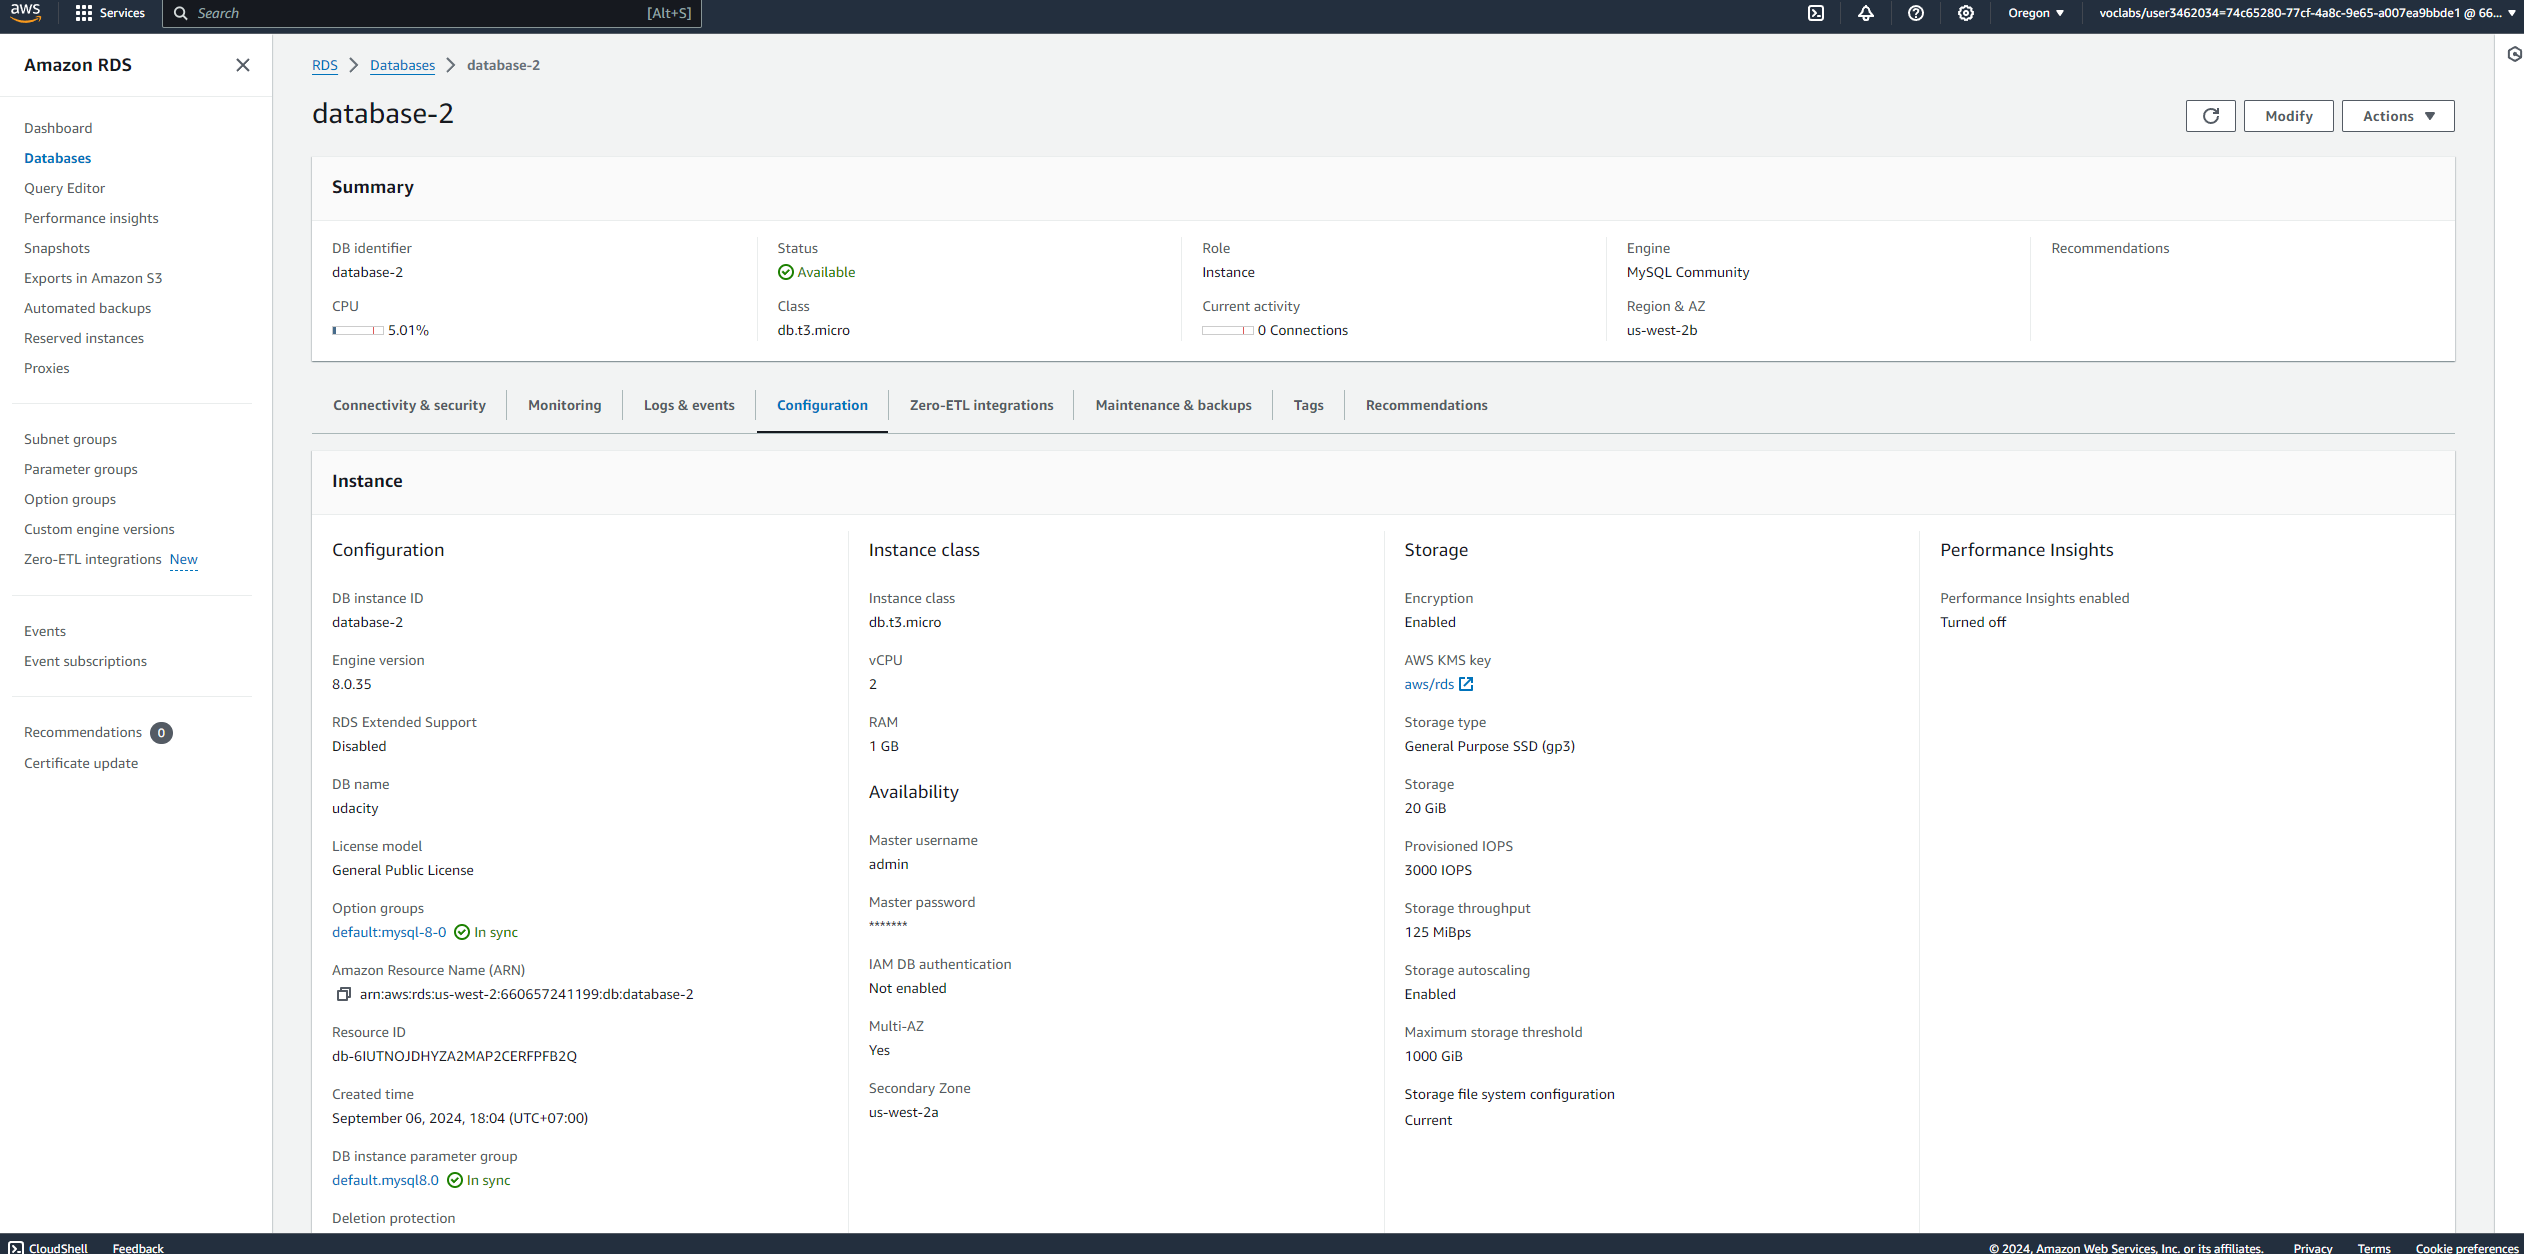 aws
Services
Search
[Alt+S]
Oregon
voclabs/user3462034=74c65280-77cf-4a8c-9e65-a007ea9bbde1 @ 66...
Amazon RDS
Dashboard
Databases
Query Editor
Performance insights
Snapshots
Exports in Amazon S3
Automated backups
Reserved instances
Proxies
Subnet groups
Parameter groups
Option groups
Custom engine versions
Zero-ETL integrations New
Events
Event subscriptions
Recommendations 0
Certificate update
RDS > Databases > database-2
database-2
Modify
Actions
Summary
DB identifier
database-2
CPU
5.01%
Status
Available
Class
db.t3.micro
Role
Instance
Current activity
0 Connections
Engine
MySQL Community
Region & AZ
us-west-2b
Recommendations
Connectivity & security
Monitoring
Logs & events
Configuration
Zero-ETL integrations
Maintenance & backups
Tags
Recommendations
Instance
Configuration
DB instance ID
database-2
Engine version
8.0.35
RDS Extended Support
Disabled
DB name
udacity
License model
General Public License
Option groups
default:mysql-8-0 In sync
Amazon Resource Name (ARN)
arn:aws:rds:us-west-2:660657241199:db:database-2
Resource ID
db-6IUTNOJDHYZA2MAP2CERFPFB2Q
Created time
September 06, 2024, 18:04 (UTC+07:00)
DB instance parameter group
default.mysql8.0 In sync
Deletion protection
Instance class
Instance class
db.t3.micro
vCPU
2
RAM
1 GB
Availability
Master username
admin
Master password
*******
IAM DB authentication
Not enabled
Multi-AZ
Yes
Secondary Zone
us-west-2a
Storage
Encryption
Enabled
AWS KMS key
aws/rds
Storage type
General Purpose SSD (gp3)
Storage
20 GiB
Provisioned IOPS
3000 IOPS
Storage throughput
125 MiBps
Storage autoscaling
Enabled
Maximum storage threshold
1000 GiB
Storage file system configuration
Current
Performance Insights
Performance Insights enabled
Turned off
CloudShell
Feedback
© 2024, Amazon Web Services, Inc. or its affiliates.
Privacy
Terms
Cookie preferences